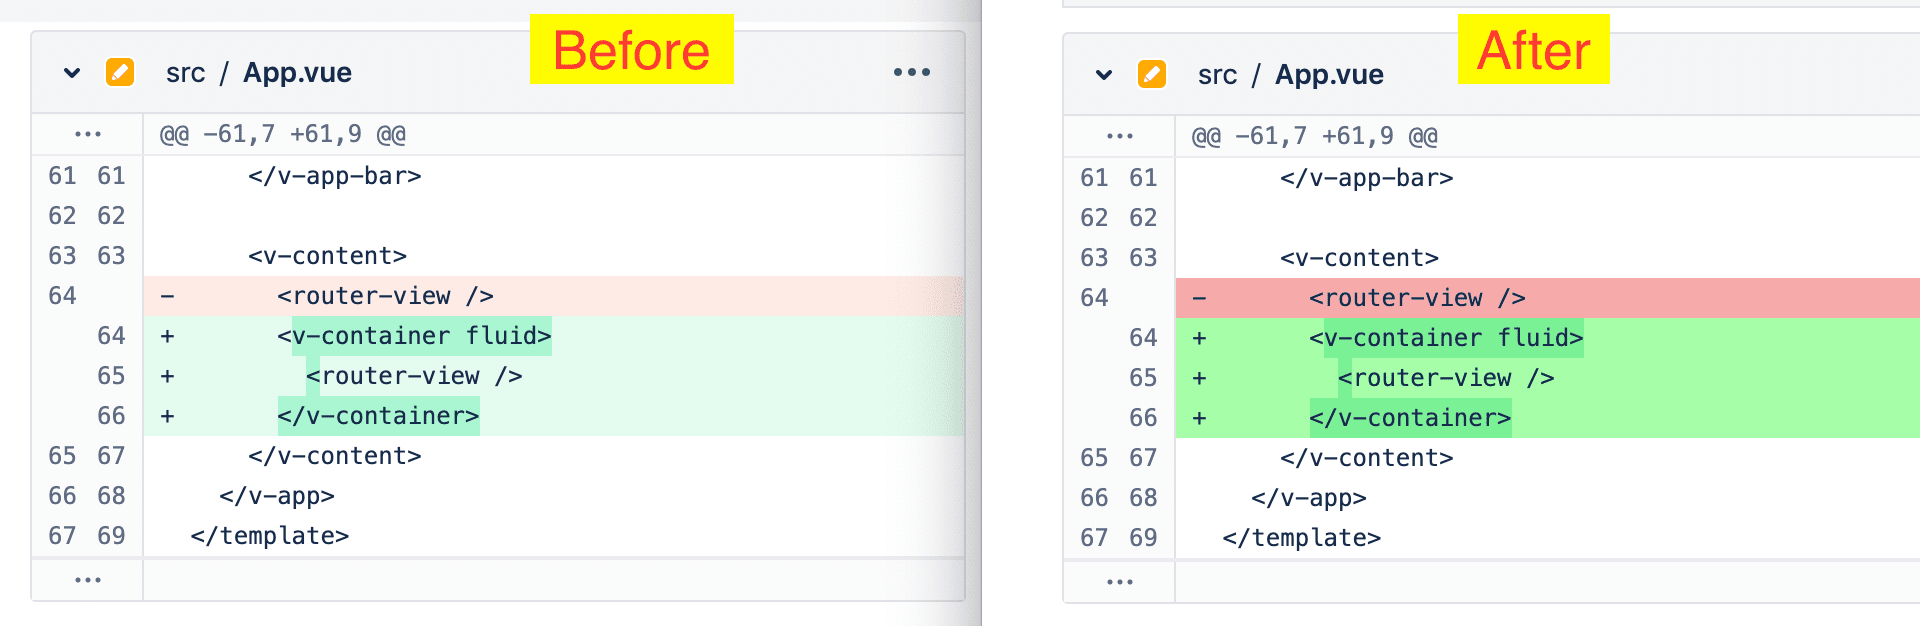 Before
src / App.vue
@@ -61,7 +61,9 @@
61 61 </v-app-bar>
62 62
63 63 <v-content>
64 - <router-view />
64 + <v-container fluid>
65 + <router-view />
66 + </v-container>
65 67 </v-content>
66 68 </v-app>
67 69 </template>
After
src / App.vue
@@ -61,7 +61,9 @@
61 61 </v-app-bar>
62 62
63 63 <v-content>
64 - <router-view />
64 + <v-container fluid>
65 + <router-view />
66 + </v-container>
65 67 </v-content>
66 68 </v-app>
67 69 </template>